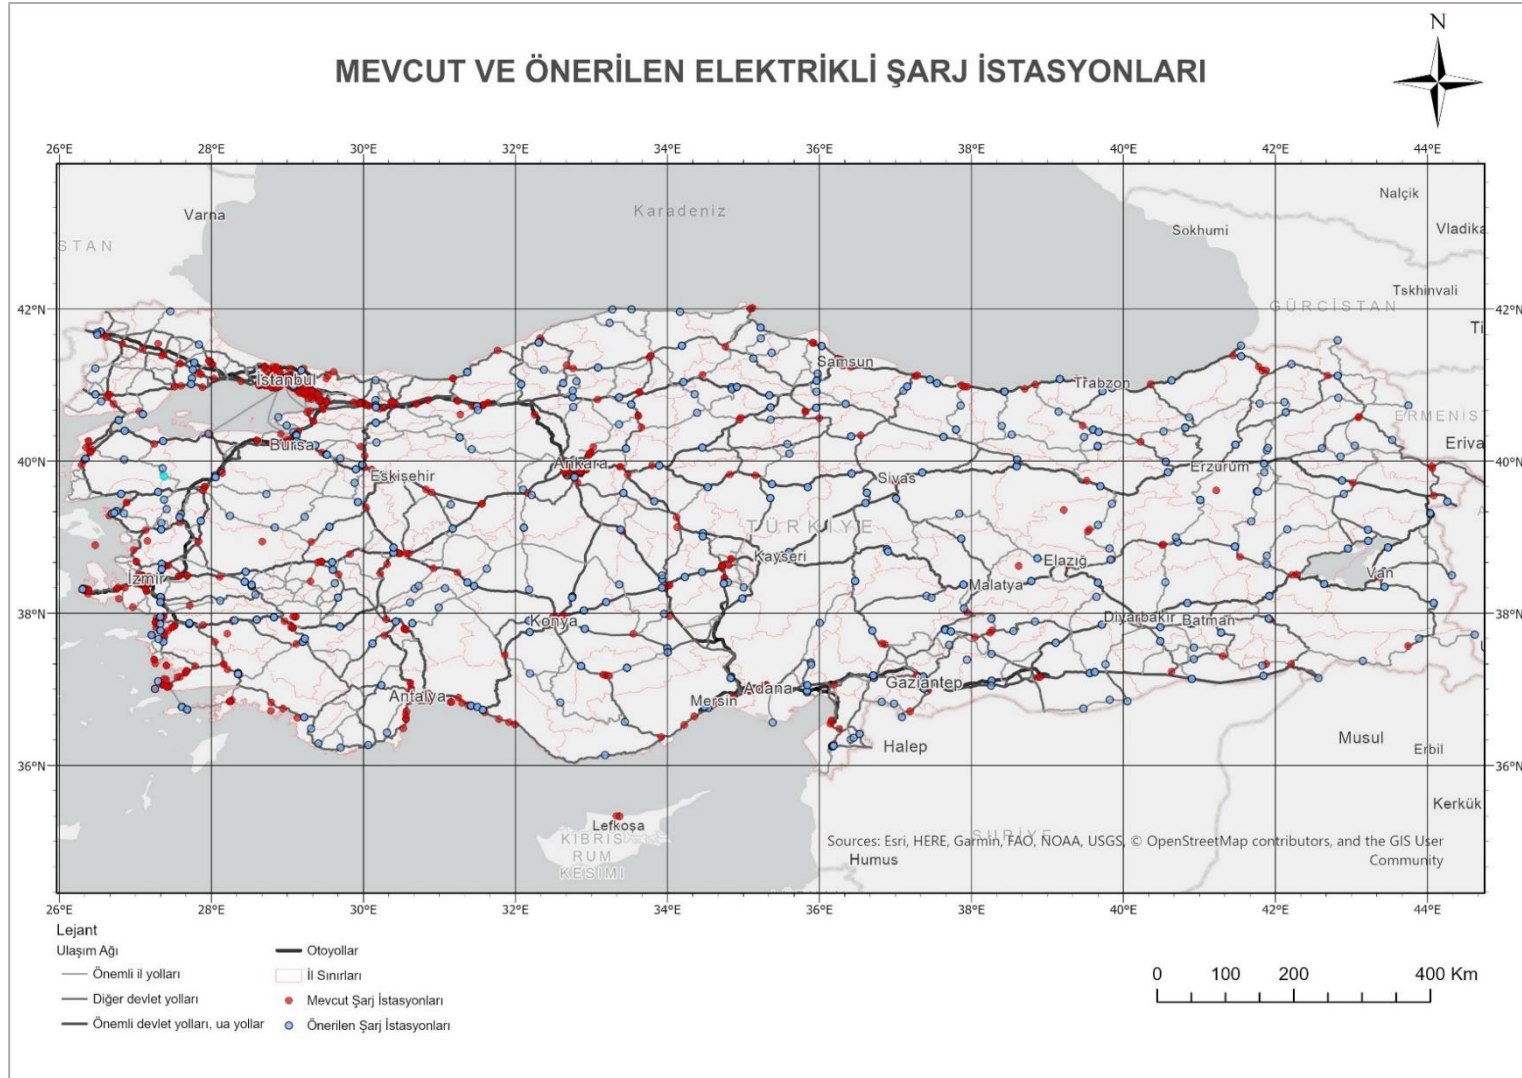 N
MEVCUT VE ÖNERİLEN ELEKTRİKLİ ŞARJ İSTASYONLARI
26°E 28°E 30°E 32°E 34°E 36°E 38°E 40°E 42°E 44°E
Nalçik
Varna
Karadeniz
Sokhumi
Vladika
STAN
Tskhinvali
42°N
GÜRCİSTAN
42°N
Ti
Samsun
İstanbul
Trabzon
ERMENİST
Bursa
Eriva
40°N
Ankara
Erzurum
40°N
Eskişehir
Sivas
TÜRKİYE
Kayseri
Elazığ
İzmir
Malatya
Van
38°N
Konya
Diyarbakır
Batman
38°N
Gaziantep
Antalya
Mersin
Adana
Halep
Musul
Erbil
36°N
36°N
Kerkük
Lefkoşa
KIBRIS
RUM
KESİMİ
SURİYE
Sources: Esri, HERE, Garmin, FAO, NOAA, USGS, © OpenStreetMap contributors, and the GIS User
Community
Humus
26°E 28°E 30°E 32°E 34°E 36°E 38°E 40°E 42°E 44°E
Lejant
Ulaşım Ağı
Önemli il yolları
Diğer devlet yolları
Önemli devlet yolları, ua yollar
Otoyollar
İl Sınırları
Mevcut Şarj İstasyonları
Önerilen Şarj İstasyonları
0 100 200 400 Km